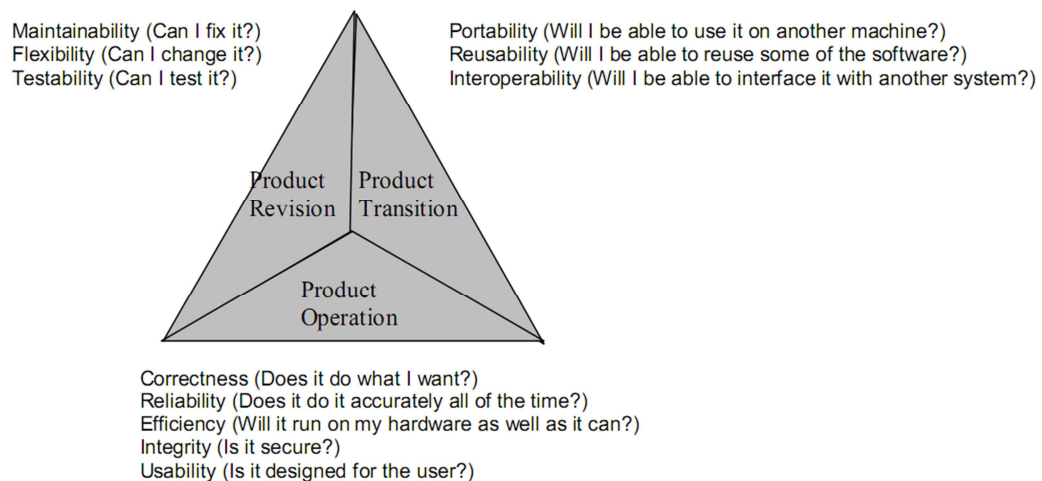 Maintainability (Can I fix it?)
Flexibility (Can I change it?)
Testability (Can I test it?)
Portability (Will I be able to use it on another machine?)
Reusability (Will I be able to reuse some of the software?)
Interoperability (Will I be able to interface it with another system?)
Product
Revision
Product
Transition
Product
Operation
Correctness (Does it do what I want?)
Reliability (Does it do it accurately all of the time?)
Efficiency (Will it run on my hardware as well as it can?)
Integrity (Is it secure?)
Usability (Is it designed for the user?)